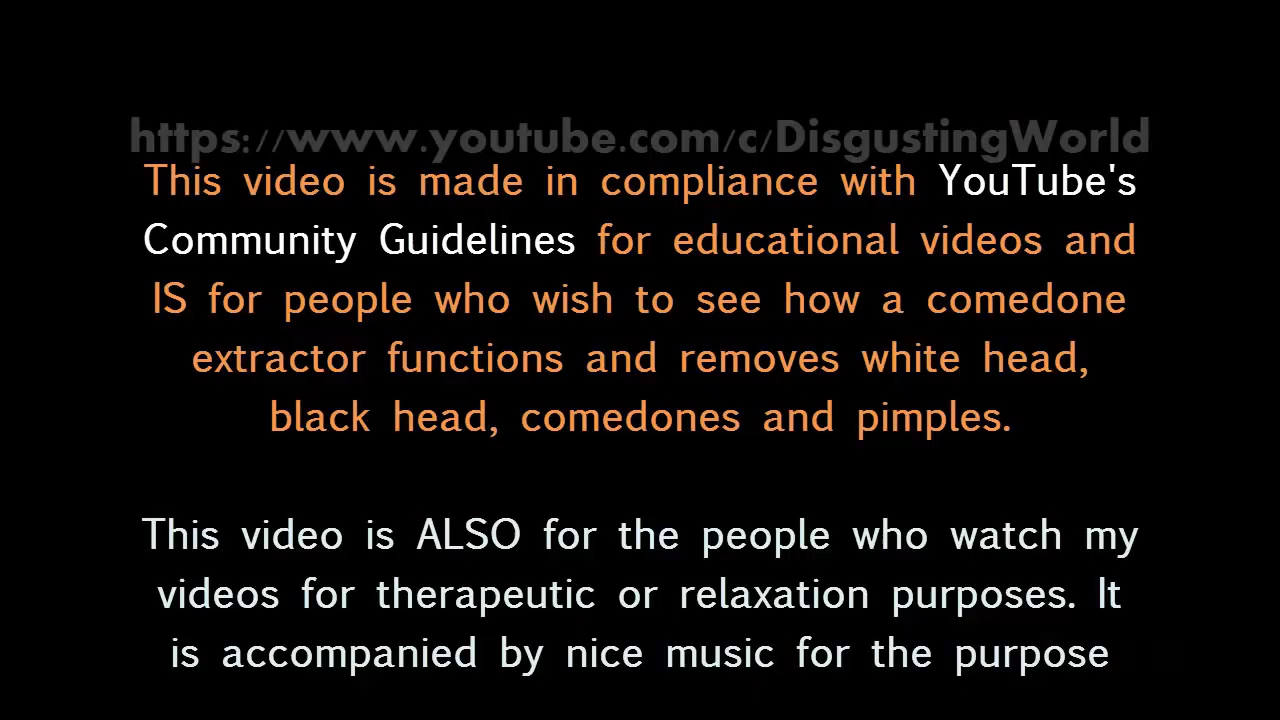 https://www.youtube.com/c/DisgustingWorld
This video is made in compliance with YouTube's
Community Guidelines for educational videos and
IS for people who wish to see how a comedone
extractor functions and removes white head,
black head, comedones and pimples.
This video is ALSO for the people who watch my
videos for therapeutic or relaxation purposes. It
is accompanied by nice music for the purpose